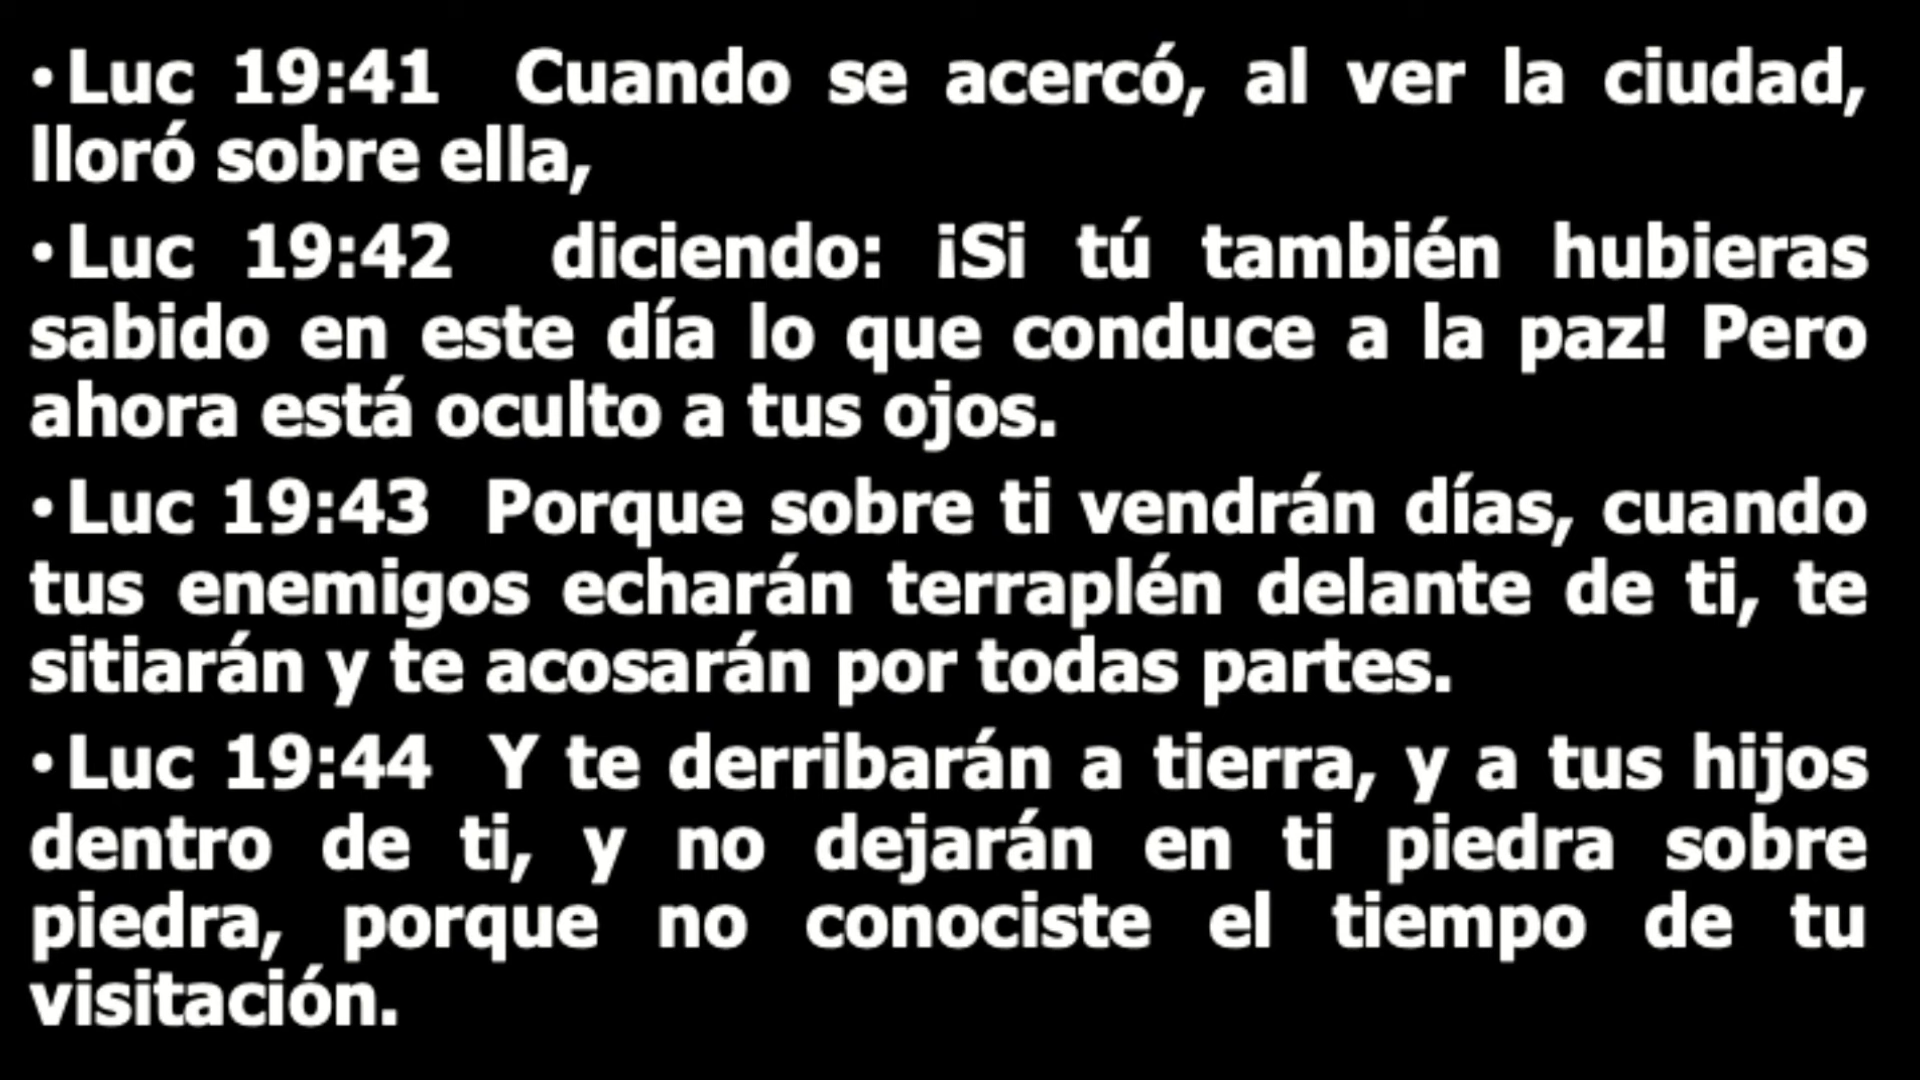 •Luc 19:41 Cuando se acercó, al ver la ciudad,
lloró sobre ella,
•Luc 19:42 diciendo: ¡Si tú también hubieras
sabido en este día lo que conduce a la paz! Pero
ahora está oculto a tus ojos.
•Luc 19:43 Porque sobre ti vendrán días, cuando
tus enemigos echarán terraplén delante de ti, te
sitiarán y te acosarán por todas partes.
•Luc 19:44 Y te derribarán a tierra, y a tus hijos
dentro de ti, y no dejarán en ti piedra sobre
piedra, porque no conociste el tiempo de tu
visitación.